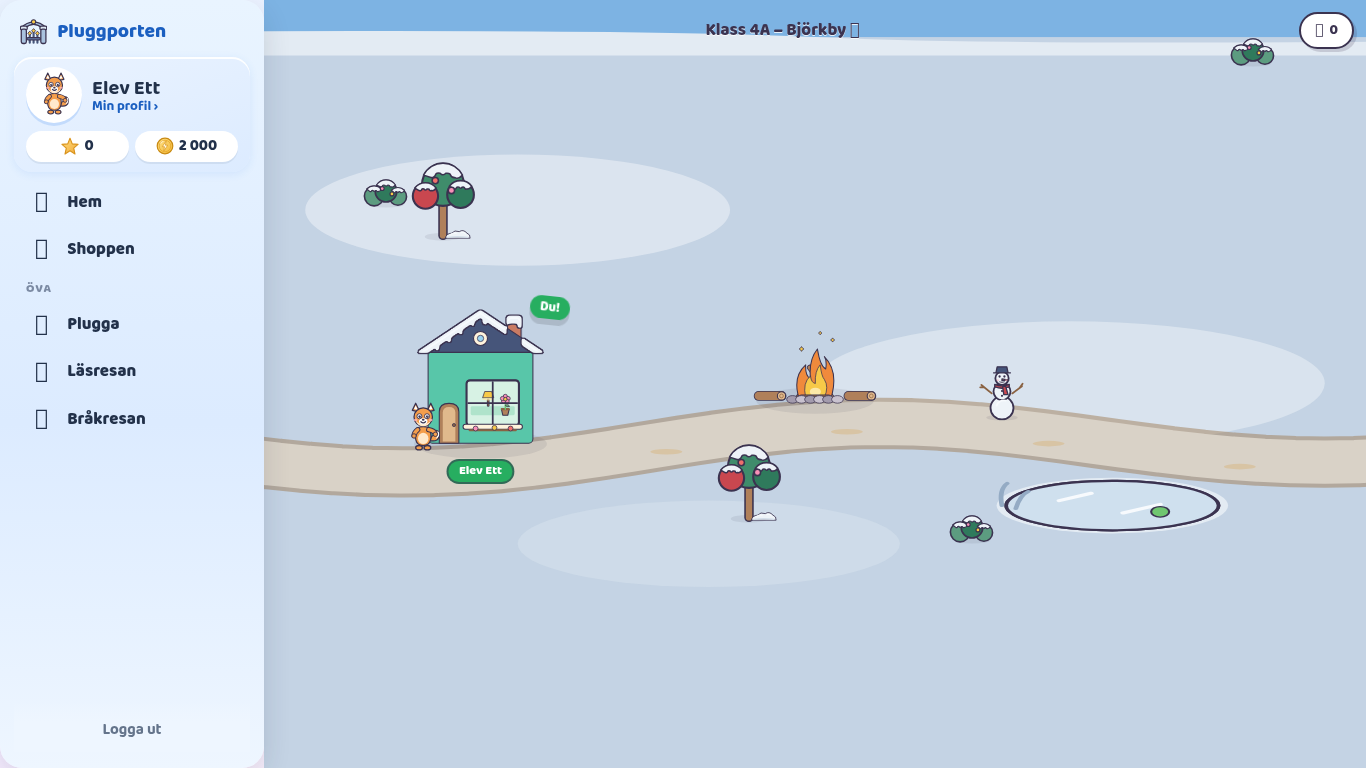 Pluggporten
Elev Ett
Min profil ›
0
2 000
Hem
Shoppen
ÖVA
Plugga
Läsresan
Bråkresan
Logga ut
Klass 4A – Björkby
0
Du!
Elev Ett